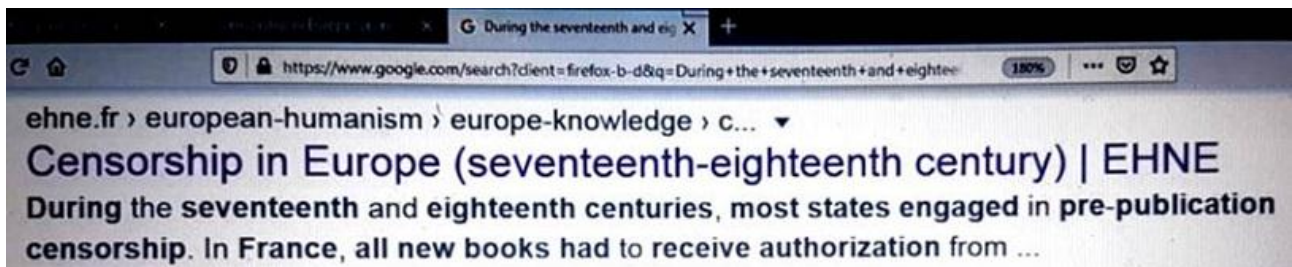 G During the seventeenth and eig X +
https://www.google.com/search?client=firefox-b-d&q=During+the+seventeenth+and+eightee 180% ...
ehne.fr › european-humanism › europe-knowledge › c... ▼
Censorship in Europe (seventeenth-eighteenth century) | EHNE
During the seventeenth and eighteenth centuries, most states engaged in pre-publication
censorship. In France, all new books had to receive authorization from ...